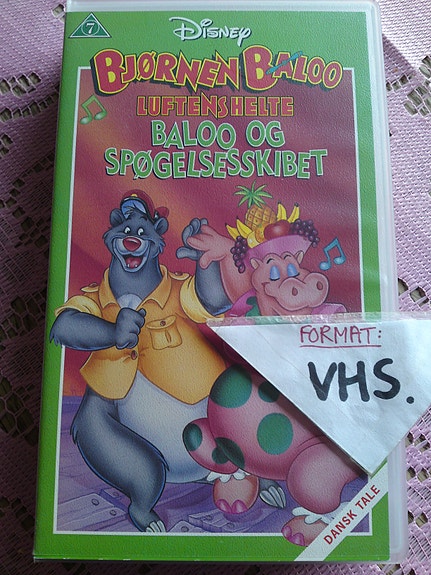 7
Disney
BJØRNEN BALOO
LUFTENS HELTE
BALOO OG
SPØGELSESSKIBET
FORMAT:
VHS.
DANSK TALE